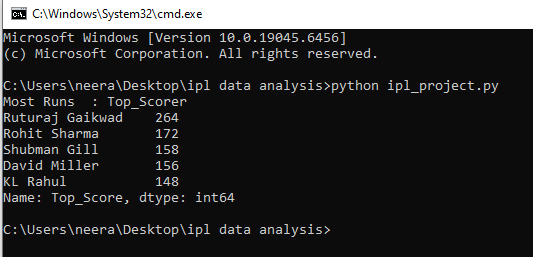 C:\Windows\System32\cmd.exe
Microsoft Windows [Version 10.0.19045.6456]
(c) Microsoft Corporation. All rights reserved.
C:\Users\neera\Desktop\ipl data analysis>python ipl_project.py
Most Runs  : Top_Scorer
Ruturaj Gaikwad    264
Rohit Sharma       172
Shubman Gill       158
David Miller       156
KL Rahul           148
Name: Top_Score, dtype: int64
C:\Users\neera\Desktop\ipl data analysis>